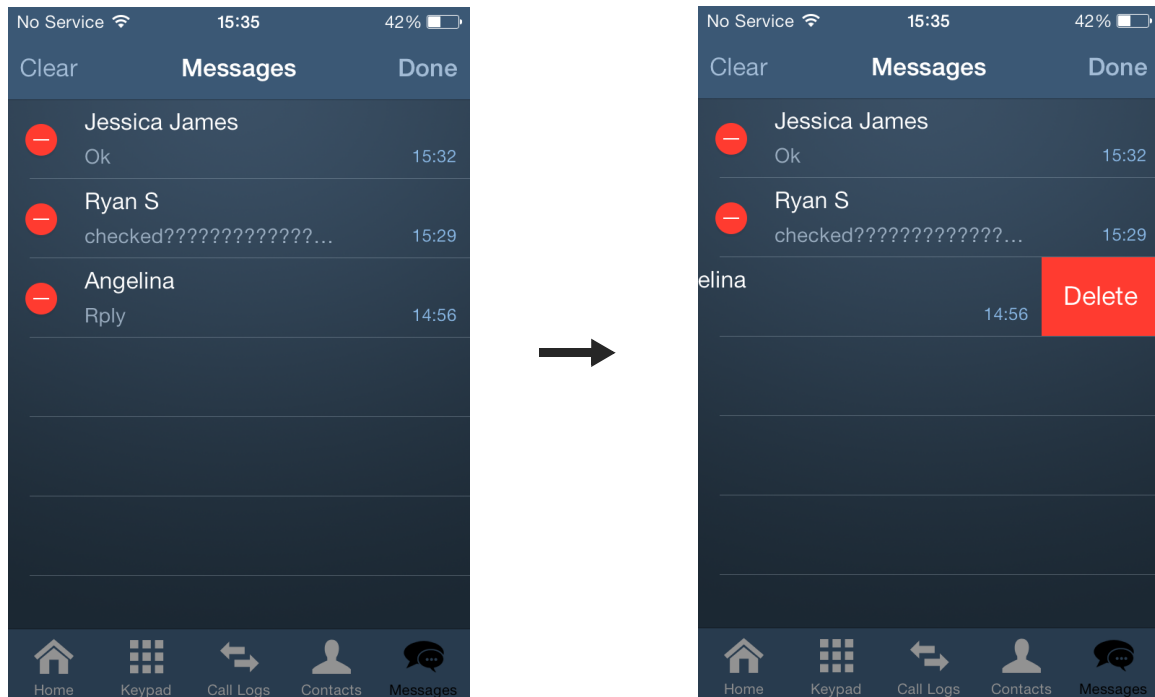 No Service 15:35 42%
Clear Messages Done
Jessica James
Ok 15:32
Ryan S
checked?????????????... 15:29
Angelina
Rply 14:56
Home Keypad Call Logs Contacts Messages
No Service 15:35 42%
Clear Messages Done
Jessica James
Ok 15:32
Ryan S
checked?????????????... 15:29
elina
14:56 Delete
Home Keypad Call Logs Contacts Messages